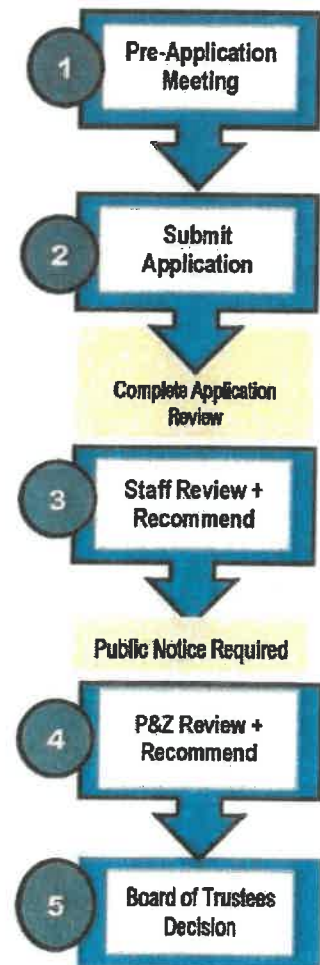 1
Pre-Application
Meeting
2
Submit
Application
Complete Application
Review
3
Staff Review +
Recommend
Public Notice Required
4
P&Z Review +
Recommend
5
Board of Trustees
Decision